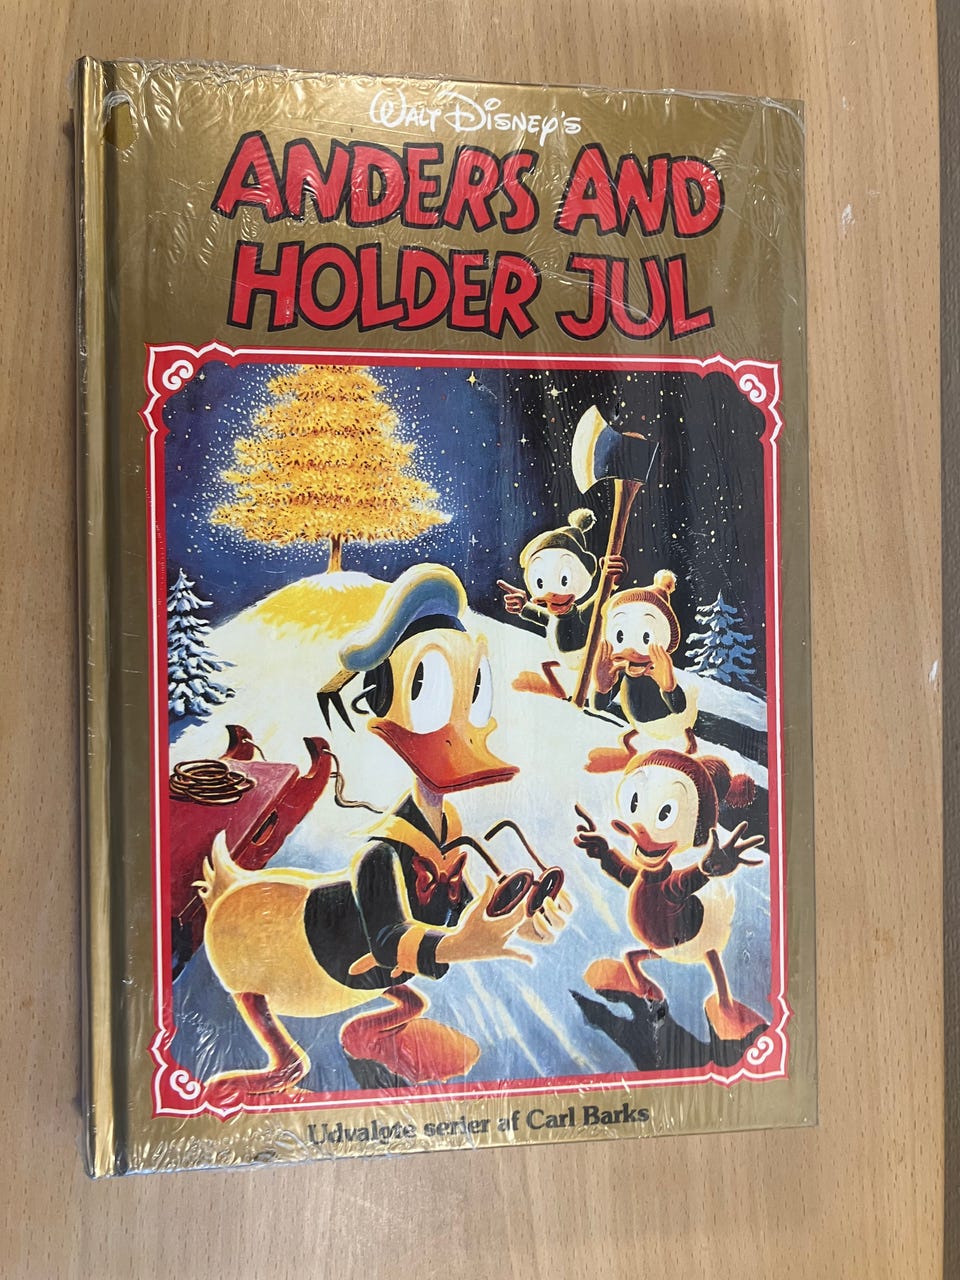 WALT DISNEY'S
ANDERS AND
HOLDER JUL
Udvalgte serier af Carl Barks